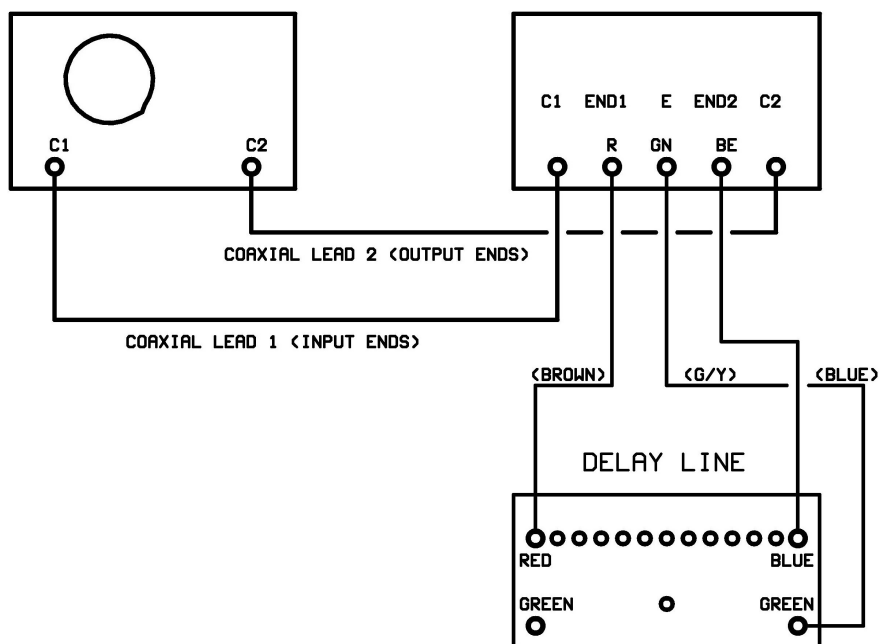 C1 END1 E END2 C2
C1 C2 R GN BE
COAXIAL LEAD 2 (OUTPUT ENDS)
COAXIAL LEAD 1 (INPUT ENDS)
(BROWN) (G/Y) (BLUE)
DELAY LINE
RED BLUE
GREEN GREEN